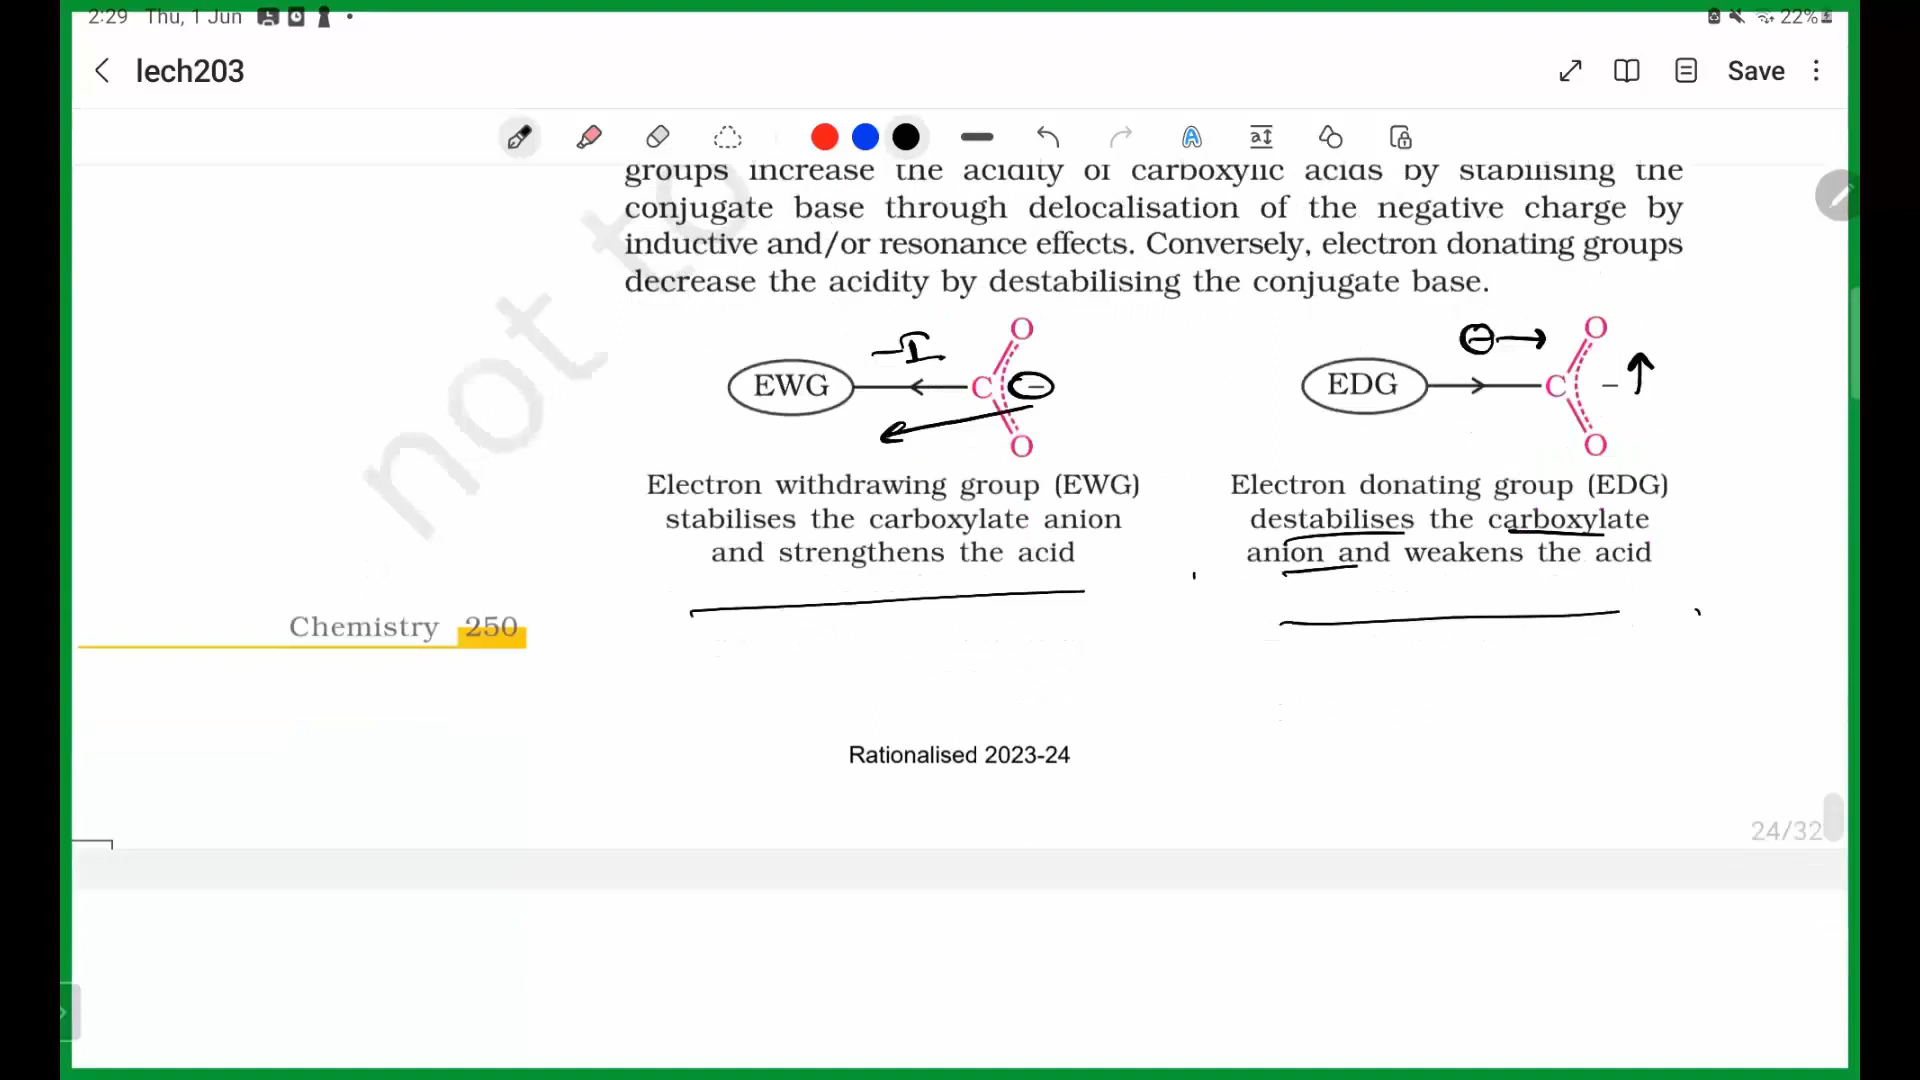 2:29 Thu, 1 Jun
22%
lech203
Save
groups increase the acidity of carboxylic acids by stabilising the
conjugate base through delocalisation of the negative charge by
inductive and/or resonance effects. Conversely, electron donating groups
decrease the acidity by destabilising the conjugate base.
-I
EWG
C
O
O
-
EDG
C
O
O
-
Electron withdrawing group (EWG)
stabilises the carboxylate anion
and strengthens the acid
Electron donating group (EDG)
destabilises the carboxylate
anion and weakens the acid
not to
Chemistry 250
Rationalised 2023-24
24/32